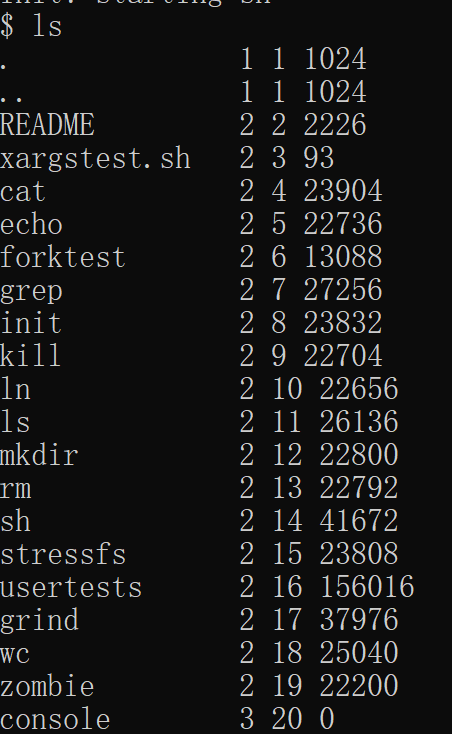 init: starting sh
$ ls
.              1 1 1024
..             1 1 1024
README         2 2 2226
xargstest.sh   2 3 93
cat            2 4 23904
echo           2 5 22736
forktest       2 6 13088
grep           2 7 27256
init           2 8 23832
kill           2 9 22704
ln             2 10 22656
ls             2 11 26136
mkdir          2 12 22800
rm             2 13 22792
sh             2 14 41672
stressfs       2 15 23808
usertests      2 16 156016
grind          2 17 37976
wc             2 18 25040
zombie         2 19 22200
console        3 20 0